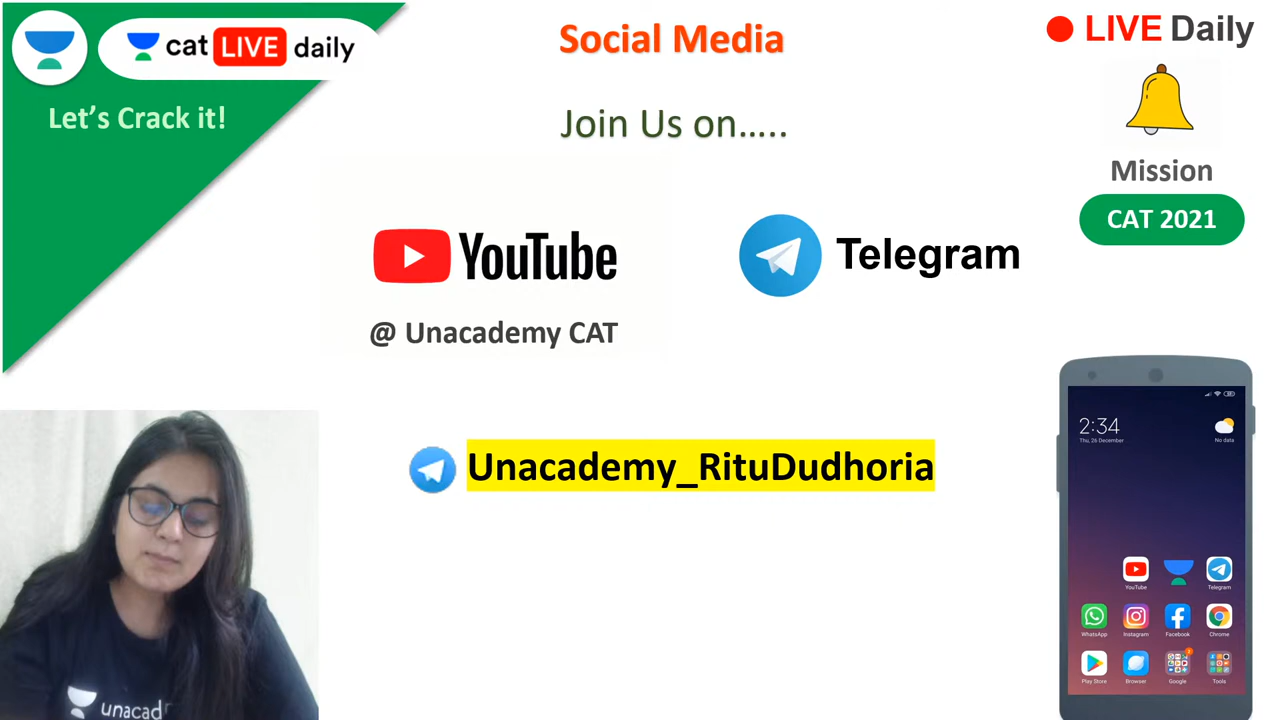 cat LIVE daily
Let's Crack it!
Social Media
Join Us on.....
YouTube
@ Unacademy CAT
Telegram
LIVE Daily
Mission
CAT 2021
Unacademy_RituDudhoria
2:34
Thu, 26 December
No data
YouTube
Telegram
WhatsApp
Instagram
Facebook
Chrome
Play Store
Browser
Google
Tools
unacad